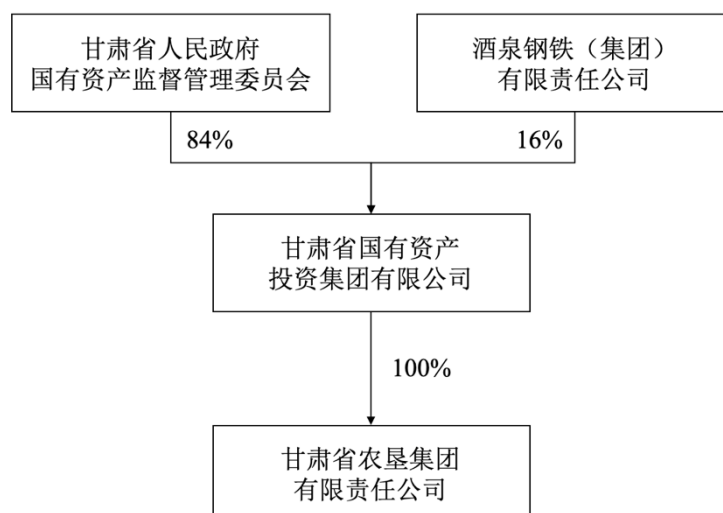 甘肃省人民政府
国有资产监督管理委员会
酒泉钢铁（集团）
有限责任公司
84%
16%
甘肃省国有资产
投资集团有限公司
100%
甘肃省农垦集团
有限责任公司